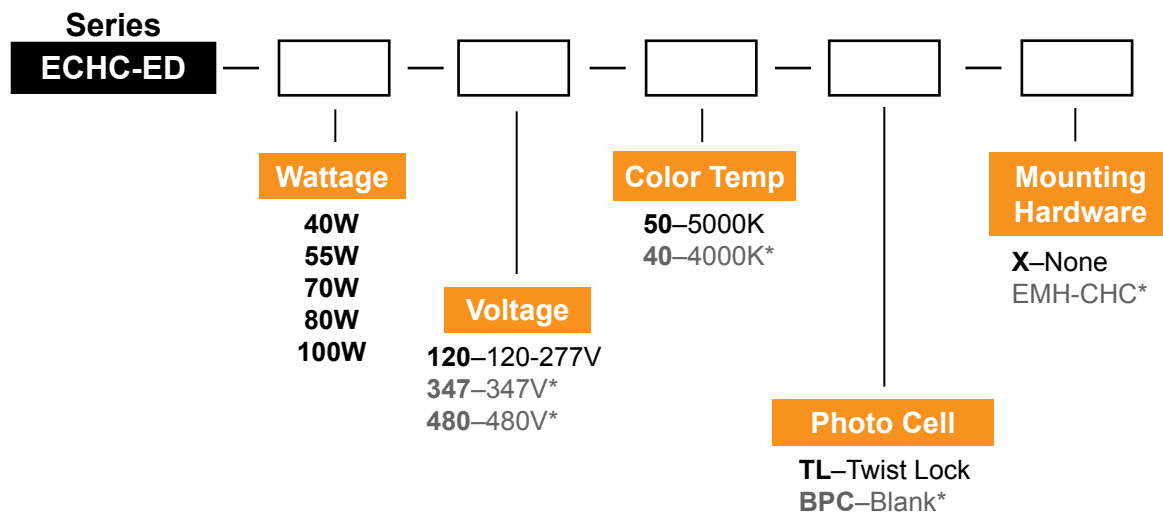 Series
ECHC-ED
Wattage
40W
55W
70W
80W
100W
Voltage
120–120-277V
347–347V*
480–480V*
Color Temp
50–5000K
40–4000K*
Photo Cell
TL–Twist Lock
BPC–Blank*
Mounting
Hardware
X–None
EMH-CHC*